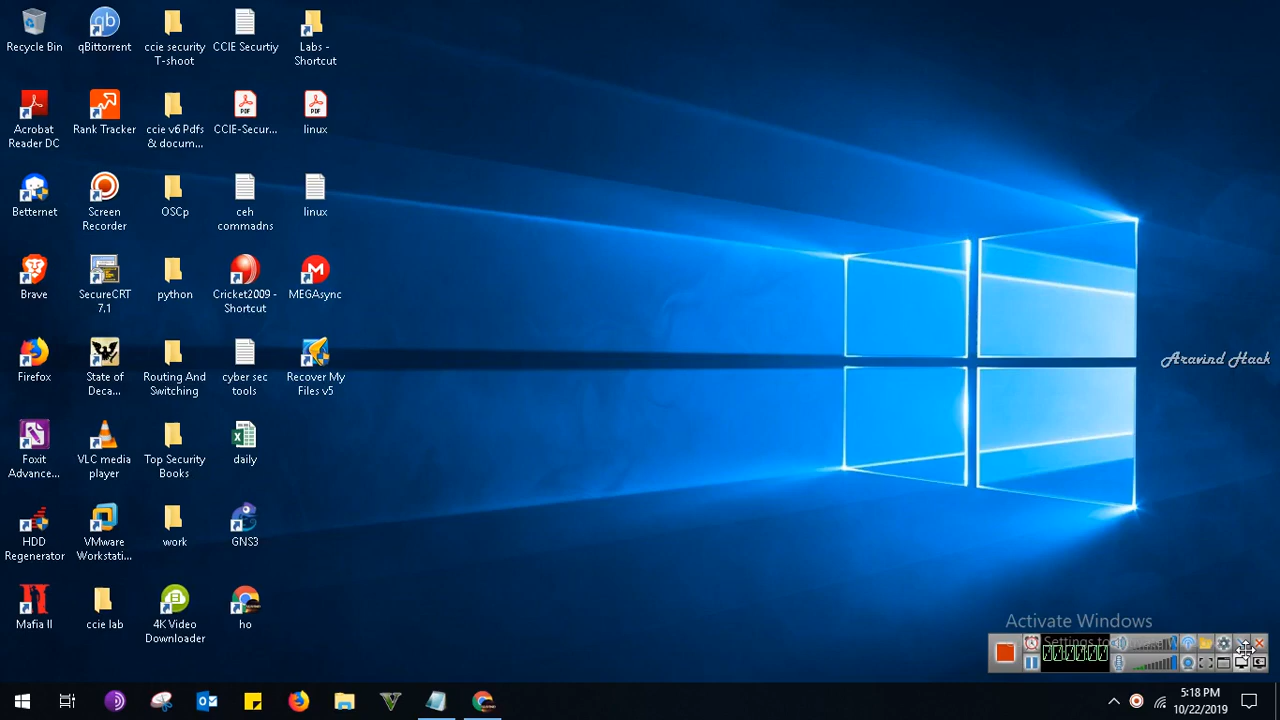 Recycle Bin
qBittorrent
ccie security
T-shoot
CCIE Securtiy
Labs -
Shortcut
Acrobat
Reader DC
Rank Tracker
ccie v6 Pdfs
& docum...
CCIE-Secur...
linux
Betternet
Screen
Recorder
OSCp
ceh
commadns
linux
Brave
SecureCRT
7.1
python
Cricket2009 -
Shortcut
MEGAsync
Firefox
State of
Deca...
Routing And
Switching
cyber sec
tools
Recover My
Files v5
Aravind Hack
Foxit
Advance...
VLC media
player
Top Security
Books
daily
HDD
Regenerator
VMware
Workstati...
work
GNS3
Mafia II
ccie lab
4K Video
Downloader
ho
Activate Windows
Settings to
5:18 PM
10/22/2019